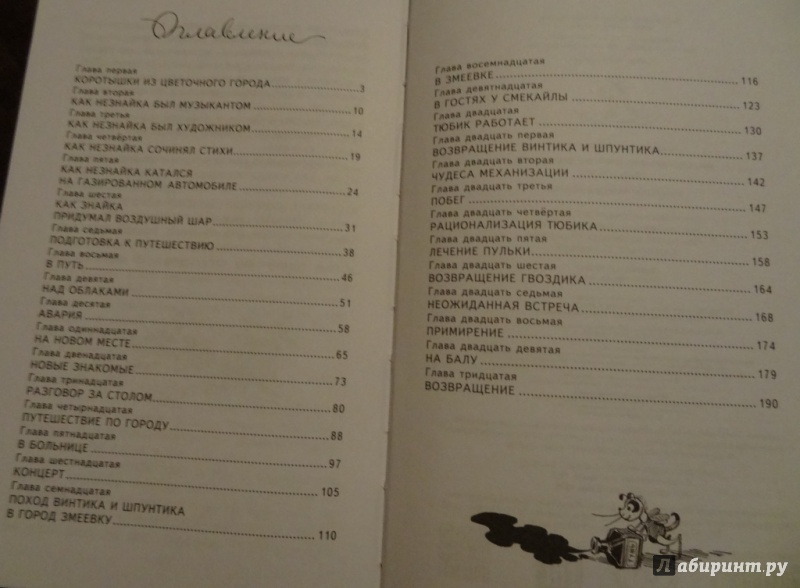 Оглавление
Глава первая
КОРОТЫШКИ ИЗ ЦВЕТОЧНОГО ГОРОДА 3
Глава вторая
КАК НЕЗНАЙКА БЫЛ МУЗЫКАНТОМ 10
Глава третья
КАК НЕЗНАЙКА БЫЛ ХУДОЖНИКОМ 14
Глава четвёртая
КАК НЕЗНАЙКА СОЧИНЯЛ СТИХИ 19
Глава пятая
КАК НЕЗНАЙКА КАТАЛСЯ
НА ГАЗИРОВАННОМ АВТОМОБИЛЕ 24
Глава шестая
КАК ЗНАЙКА
ПРИДУМАЛ ВОЗДУШНЫЙ ШАР 31
Глава седьмая
ПОДГОТОВКА К ПУТЕШЕСТВИЮ 38
Глава восьмая
В ПУТЬ 46
Глава девятая
НАД ОБЛАКАМИ 51
Глава десятая
АВАРИЯ 58
Глава одиннадцатая
НА НОВОМ МЕСТЕ 65
Глава двенадцатая
НОВЫЕ ЗНАКОМЫЕ 73
Глава тринадцатая
РАЗГОВОР ЗА СТОЛОМ 80
Глава четырнадцатая
ПУТЕШЕСТВИЕ ПО ГОРОДУ 88
Глава пятнадцатая
В БОЛЬНИЦЕ 97
Глава шестнадцатая
КОНЦЕРТ 105
Глава семнадцатая
ПОХОД ВИНТИКА И ШПУНТИКА
В ГОРОД ЗМЕЕВКУ 110
Глава восемнадцатая
В ЗМЕЕВКЕ 116
Глава девятнадцатая
В ГОСТЯХ У СМЕКАЙЛЫ 123
Глава двадцатая
ТЮБИК РАБОТАЕТ 130
Глава двадцать первая
ВОЗВРАЩЕНИЕ ВИНТИКА И ШПУНТИКА 137
Глава двадцать вторая
ЧУДЕСА МЕХАНИЗАЦИИ 142
Глава двадцать третья
ПОБЕГ 147
Глава двадцать четвёртая
РАЦИОНАЛИЗАЦИЯ ТЮБИКА 153
Глава двадцать пятая
ЛЕЧЕНИЕ ПУЛЬКИ 158
Глава двадцать шестая
ВОЗВРАЩЕНИЕ ГВОЗДИКА 164
Глава двадцать седьмая
НЕОЖИДАННАЯ ВСТРЕЧА 168
Глава двадцать восьмая
ПРИМИРЕНИЕ 174
Глава двадцать девятая
НА БАЛУ 179
Глава тридцатая
ВОЗВРАЩЕНИЕ 190
Лабиринт.ру